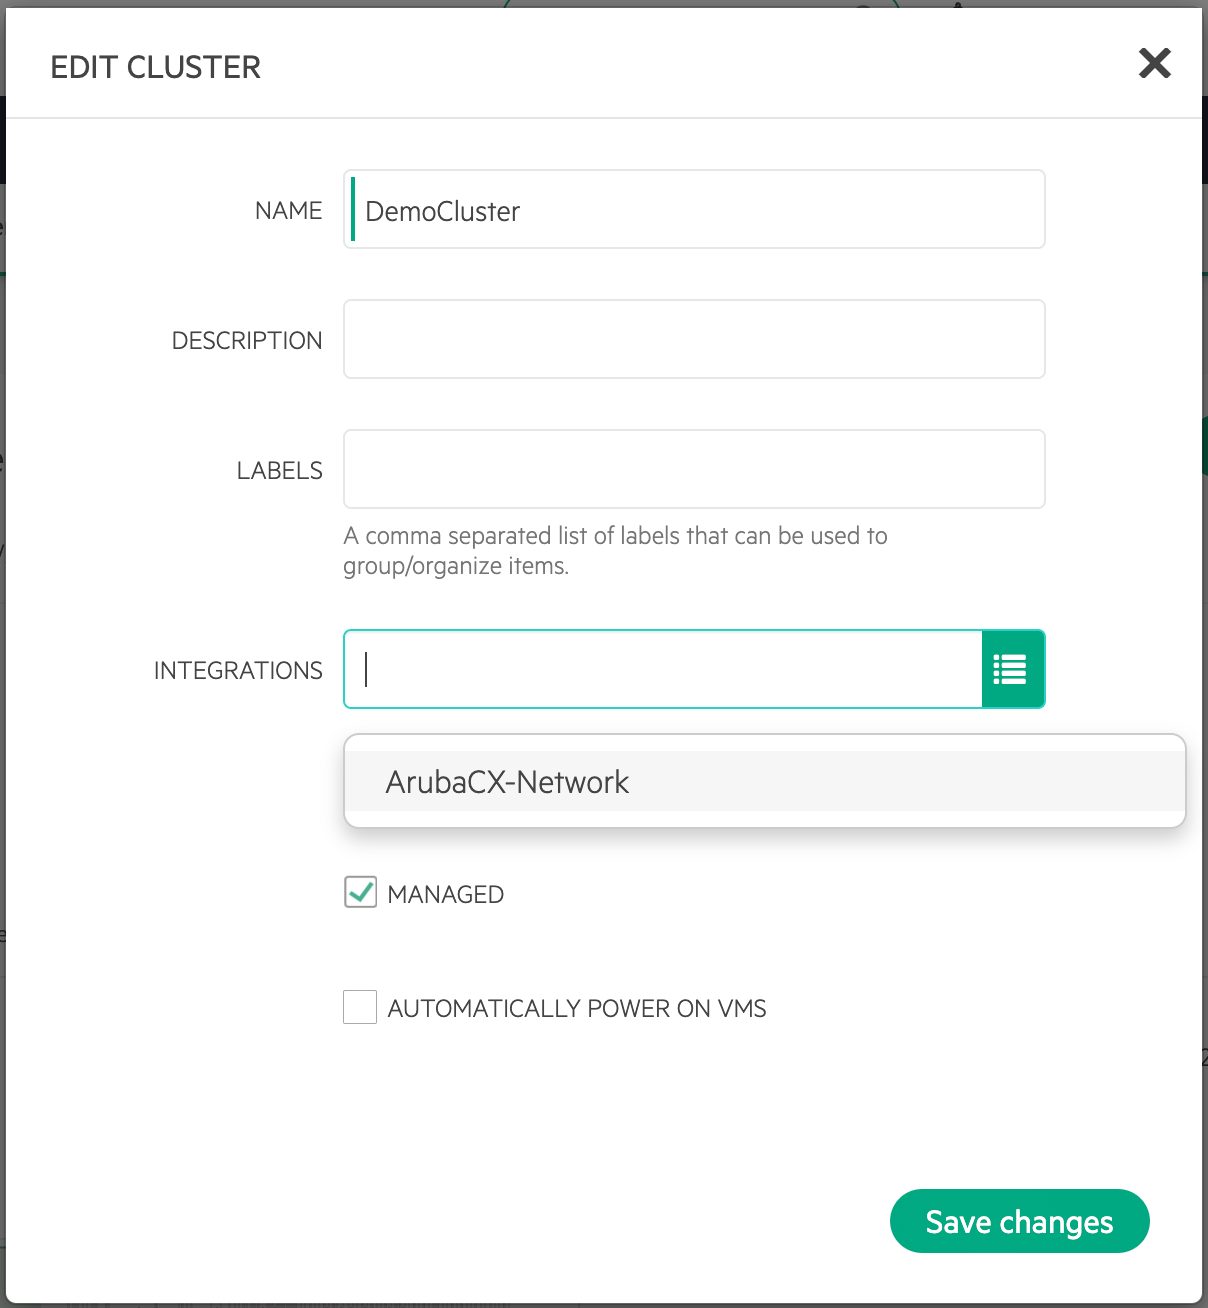 EDIT CLUSTER
NAME
DemoCluster
DESCRIPTION
LABELS
A comma separated list of labels that can be used to
group/organize items.
INTEGRATIONS
ArubaCX-Network
MANAGED
AUTOMATICALLY POWER ON VMS
Save changes